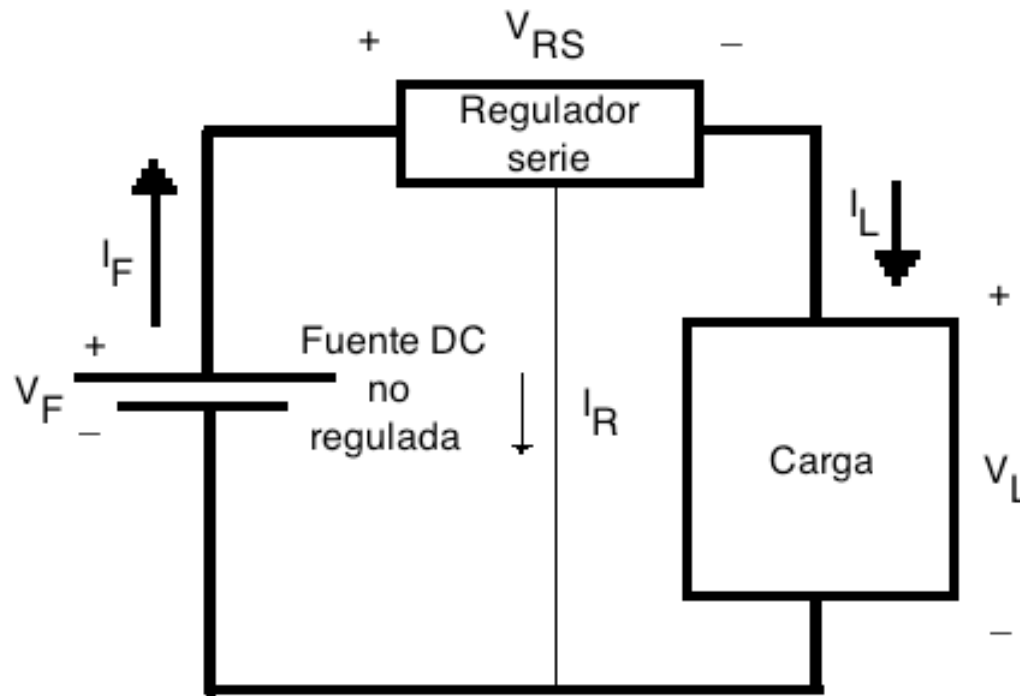 + V_RS –
Regulador
serie
I_F
I_L
+
V_F
–
Fuente DC
no
regulada
I_R
+
Carga
V_L
–